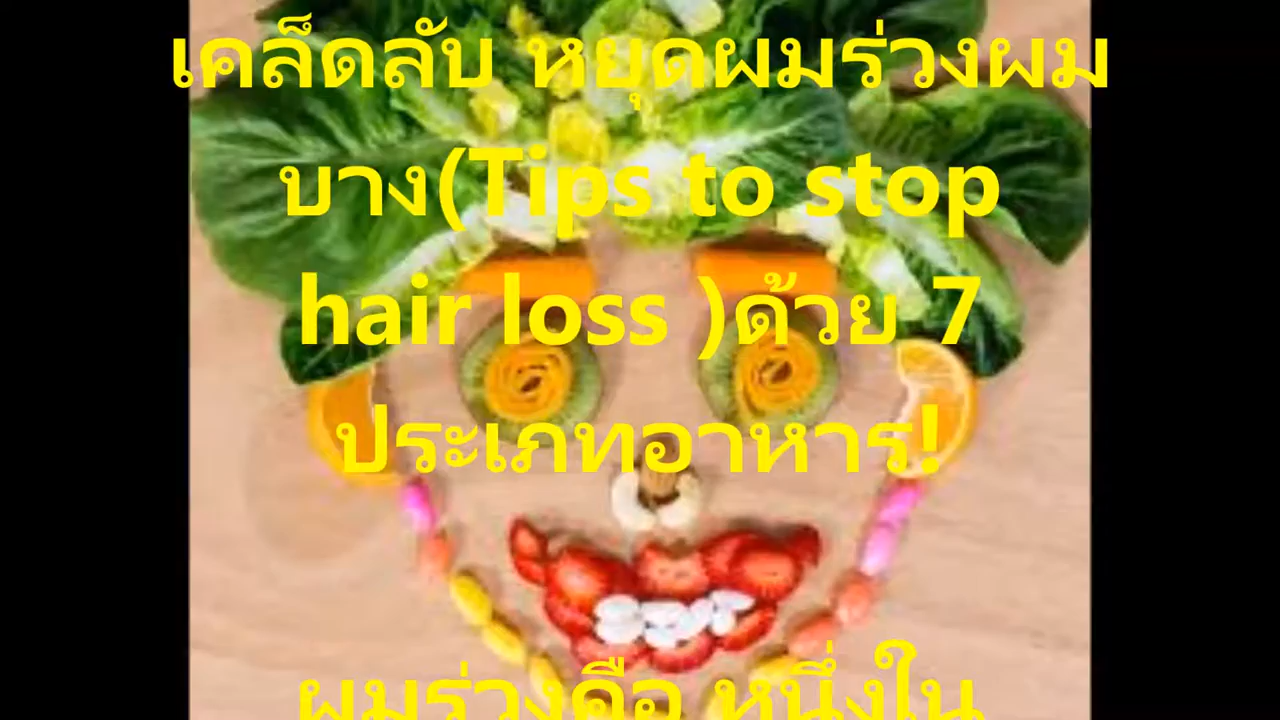 เคล็ดลับ หยุดผมร่วงผม
บาง(Tips to stop
hair loss )ด้วย 7
ประเภทอาหาร!
ผมร่วงคือ หนึ่งใน